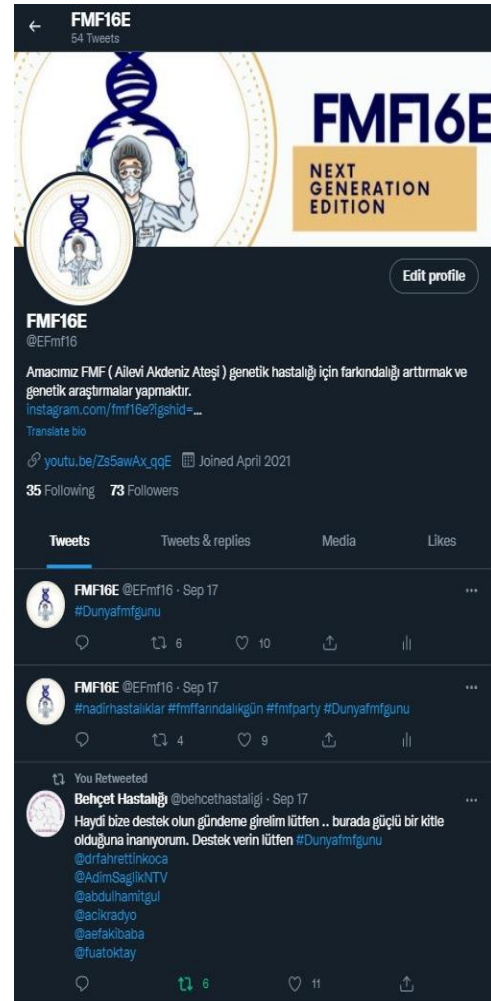 FMF16E
54 Tweets
FMF16E
NEXT
GENERATION
EDITION
Edit profile
FMF16E
@EFmf16
Amacımız FMF ( Ailevi Akdeniz Ateşi ) genetik hastalığı için farkındalığı arttırmak ve
genetik araştırmalar yapmaktır.
instagram.com/fmf16e?igshid=...
Translate bio
youtu.be/Zs5awAx_qqE Joined April 2021
35 Following 73 Followers
Tweets Tweets & replies Media Likes
FMF16E @EFmf16 · Sep 17
#Dunyafmfgunu
6 10
FMF16E @EFmf16 · Sep 17
#nadirhastalıklar #fmffarındalıkgün #fmfparty #Dunyafmfgunu
4 9
You Retweeted
Behçet Hastalığı @behcethastaligi · Sep 17
Haydi bize destek olun gündeme girelim lütfen .. burada güçlü bir kitle
olduğuna inanıyorum. Destek verin lütfen #Dunyafmfgunu
@drfahrettinkoca
@AdimSaglikNTV
@abdulhamitgul
@acikradyo
@aefakibaba
@fuatoktay
6 11